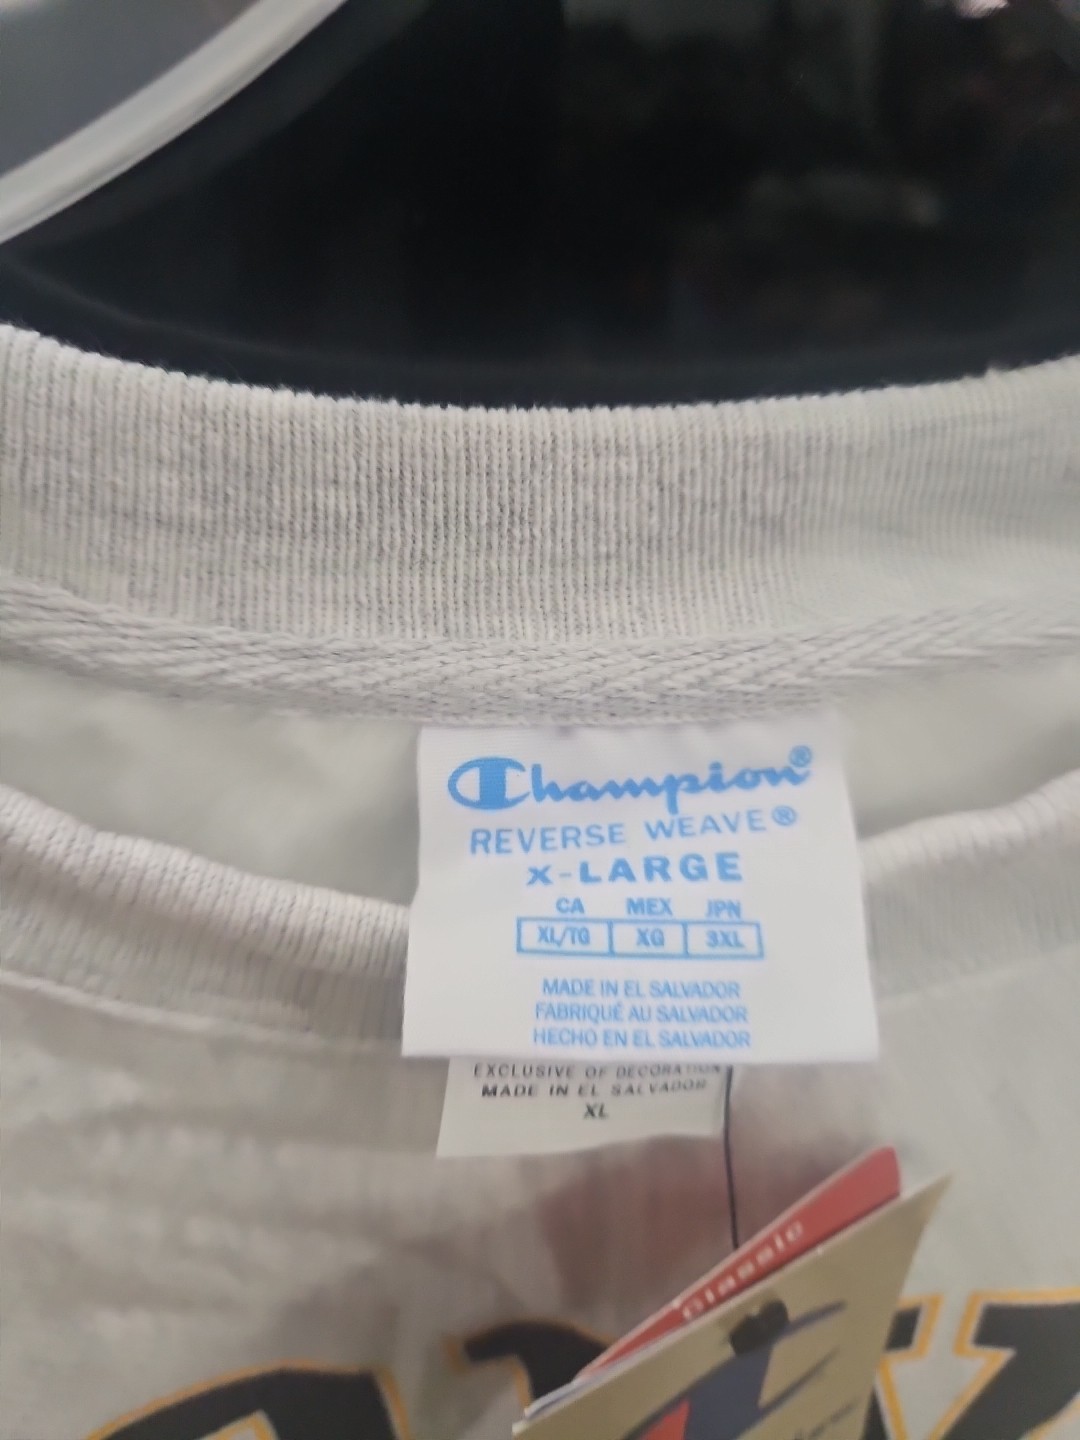 Champion®
REVERSE WEAVE®
X-LARGE
CA MEX JPN
XL/TG XG 3XL
MADE IN EL SALVADOR
FABRIQUÉ AU SALVADOR
HECHO EN EL SALVADOR
EXCLUSIVE OF DECORATION
MADE IN EL SALVADOR
XL
Classic